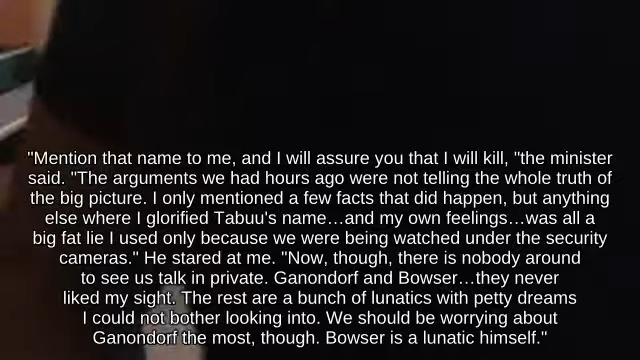 "Mention that name to me, and I will assure you that I will kill, "the minister
said. "The arguments we had hours ago were not telling the whole truth of
the big picture. I only mentioned a few facts that did happen, but anything
else where I glorified Tabuu's name…and my own feelings…was all a
big fat lie I used only because we were being watched under the security
cameras." He stared at me. "Now, though, there is nobody around
to see us talk in private. Ganondorf and Bowser…they never
liked my sight. The rest are a bunch of lunatics with petty dreams
I could not bother looking into. We should be worrying about
Ganondorf the most, though. Bowser is a lunatic himself."